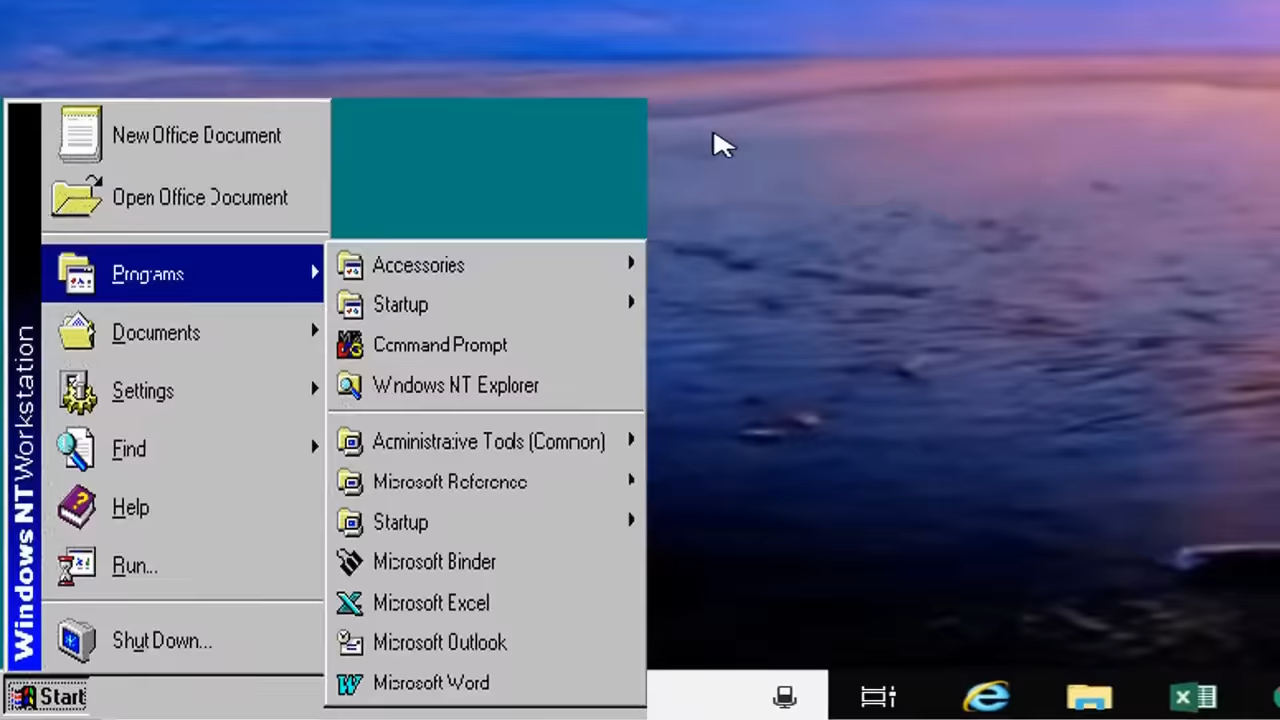 New Office Document
Open Office Document
Programs
Documents
Settings
Find
Help
Run...
Shut Down...
Windows NT Workstation
Start
Accessories
Startup
Command Prompt
Windows NT Explorer
Administrative Tools (Common)
Microsoft Reference
Startup
Microsoft Binder
Microsoft Excel
Microsoft Outlook
Microsoft Word